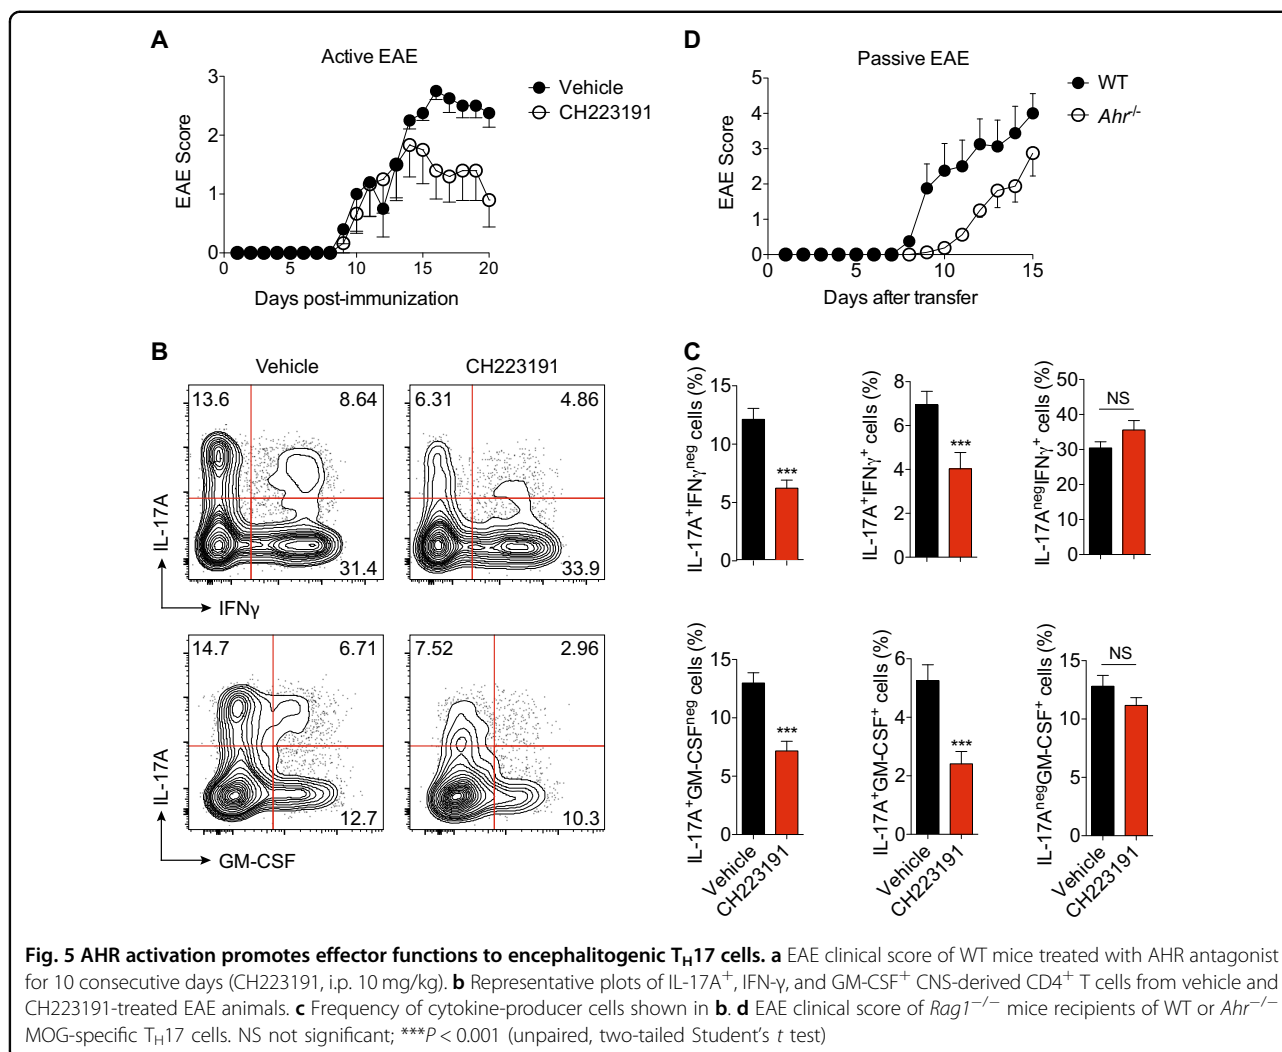 A
Active EAE
Vehicle
CH223191
EAE Score
3
2
1
0
0
5
10
15
20
Days post-immunization
D
Passive EAE
WT
Ahr-/-
EAE Score
5
4
3
2
1
0
0
5
10
15
Days after transfer
B
Vehicle
CH223191
13.6
8.64
31.4
6.31
4.86
33.9
IL-17A
IFNγ
14.7
6.71
12.7
7.52
2.96
10.3
IL-17A
GM-CSF
C
IL-17A+IFNγneg cells (%)
15
10
5
0
***
IL-17A+IFNγ+ cells (%)
8
6
4
2
0
***
IL-17AnegIFNγ+ cells (%)
50
40
30
20
10
0
NS
IL-17A+GM-CSFneg cells (%)
15
10
5
0
***
Vehicle
CH223191
IL-17A+GM-CSF+ cells (%)
6
4
2
0
***
Vehicle
CH223191
IL-17AnegGM-CSF+ cells (%)
15
10
5
0
NS
Vehicle
CH223191
Fig. 5 AHR activation promotes effector functions to encephalitogenic TH17 cells. a EAE clinical score of WT mice treated with AHR antagonist
for 10 consecutive days (CH223191, i.p. 10 mg/kg). b Representative plots of IL-17A+, IFN-γ, and GM-CSF+ CNS-derived CD4+ T cells from vehicle and
CH223191-treated EAE animals. c Frequency of cytokine-producer cells shown in b. d EAE clinical score of Rag1−/− mice recipients of WT or Ahr−/−
MOG-specific TH17 cells. NS not significant; ***P < 0.001 (unpaired, two-tailed Student's t test)